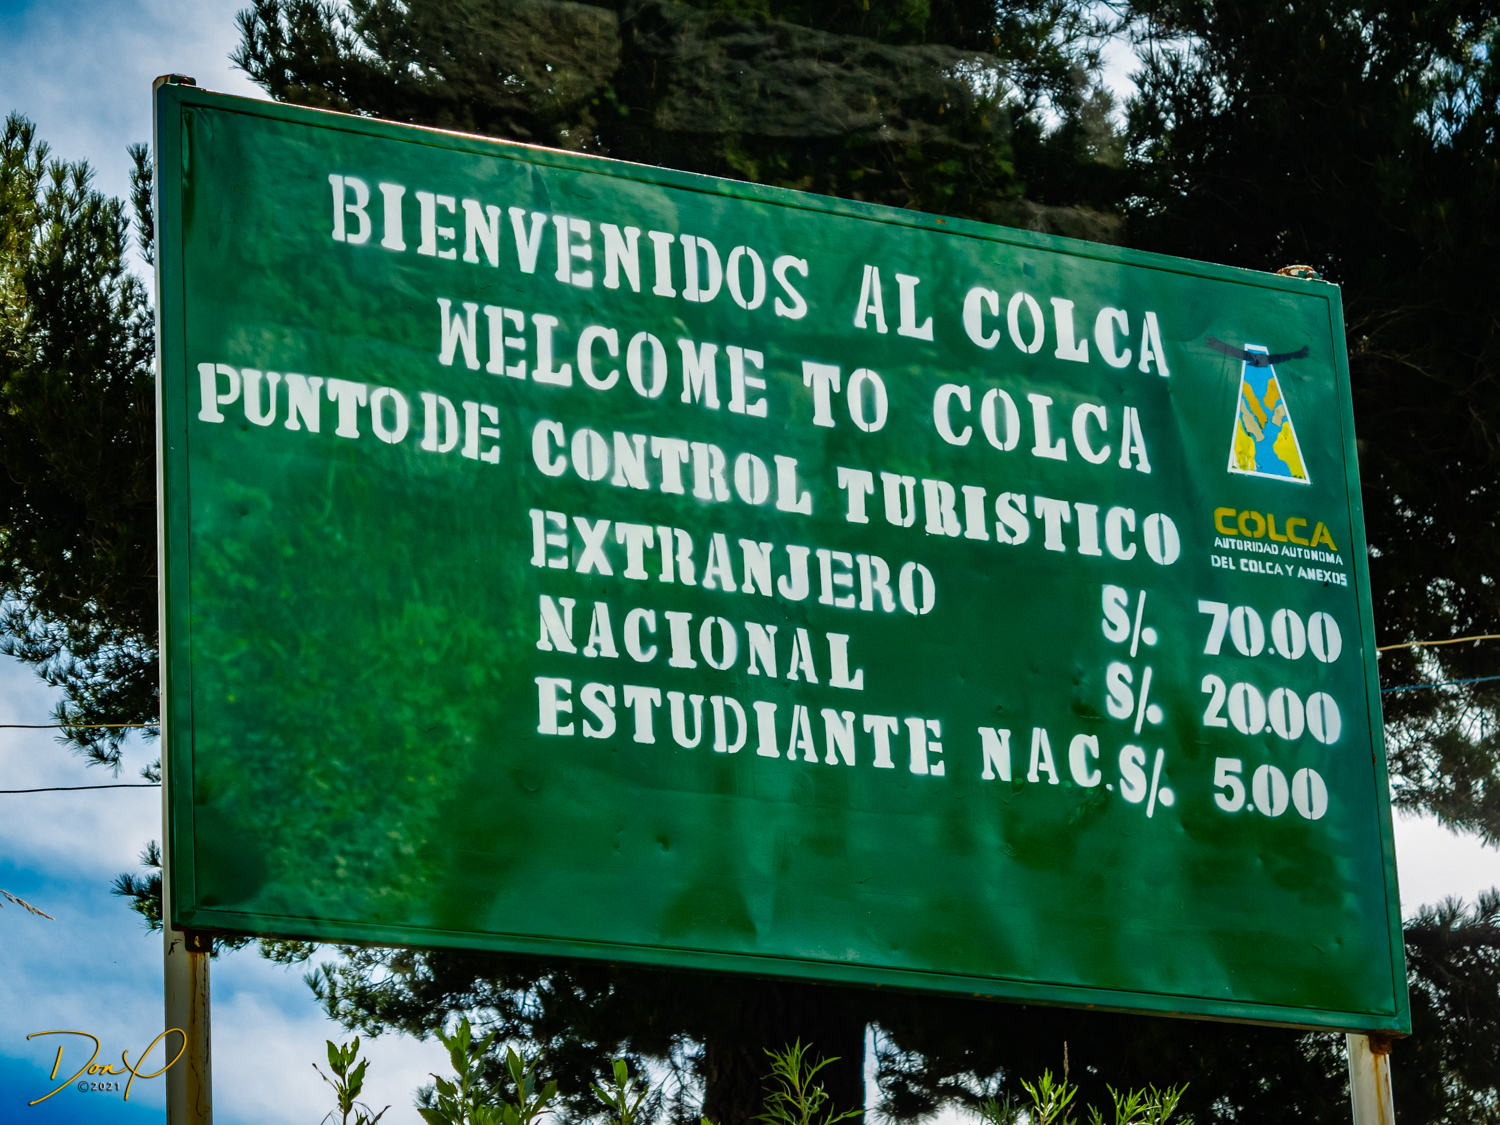 BIENVENIDOS AL COLCA
WELCOME TO COLCA
PUNTO DE CONTROL TURISTICO
EXTRANJERO S/. 70.00
NACIONAL S/. 20.00
ESTUDIANTE NAC. S/. 5.00
COLCA
AUTORIDAD AUTONOMA
DEL COLCA Y ANEXOS
Don P
©2021